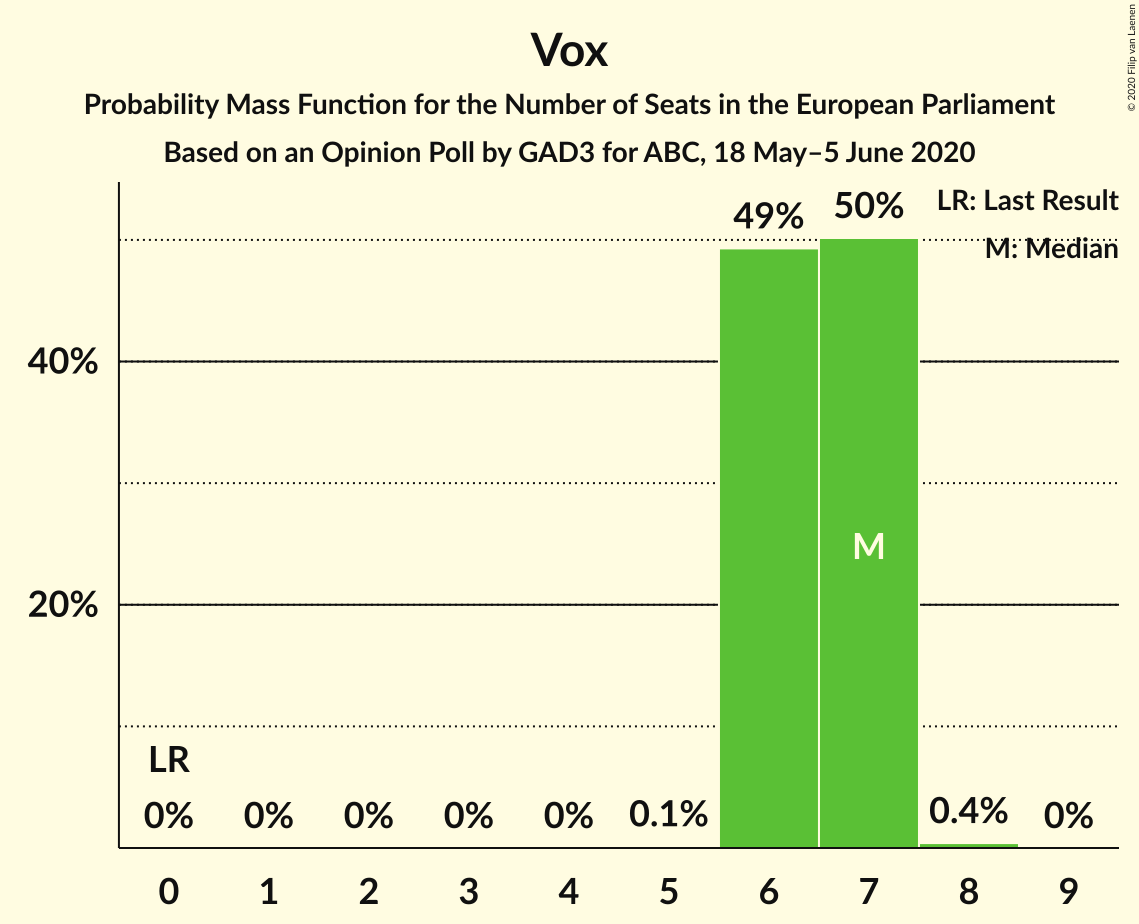 Vox
Probability Mass Function for the Number of Seats in the European Parliament
Based on an Opinion Poll by GAD3 for ABC, 18 May–5 June 2020
© 2020 Filip van Laenen
LR: Last Result
M: Median
49%
50%
40%
20%
M
LR
0%
0%
0%
0%
0%
0.1%
0.4%
0%
0
1
2
3
4
5
6
7
8
9